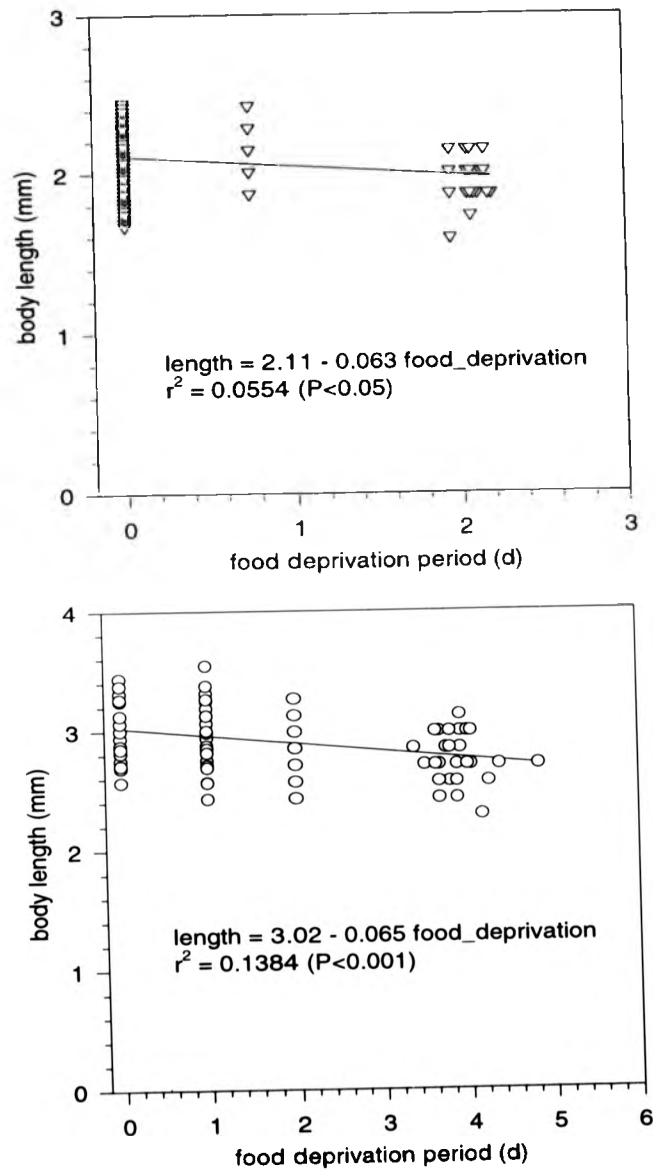 3
2
1
0
body length (mm)
length = 2.11 - 0.063 food_deprivation
r² = 0.0554 (P<0.05)
0 1 2 3
food deprivation period (d)
4
3
2
1
0
body length (mm)
length = 3.02 - 0.065 food_deprivation
r² = 0.1384 (P<0.001)
0 1 2 3 4 5 6
food deprivation period (d)